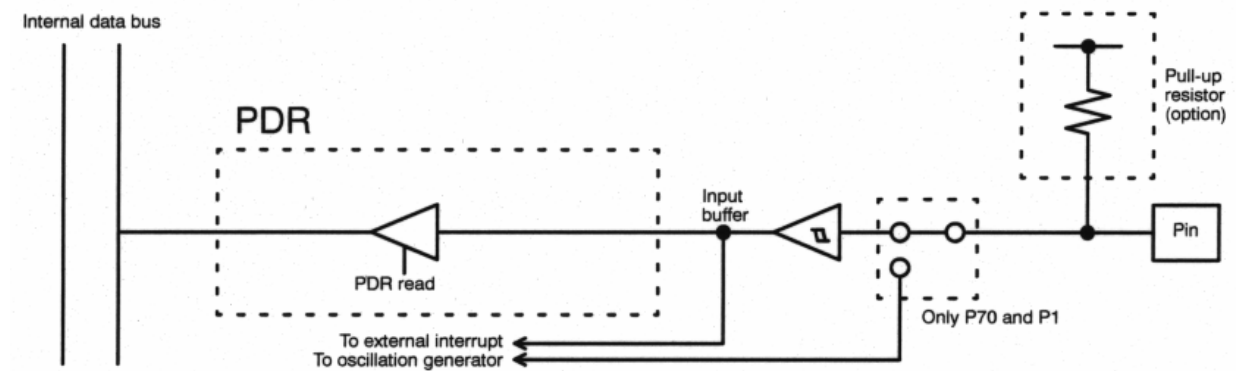 Internal data bus
PDR
Pull-up
resistor
(option)
Input
buffer
Pin
PDR read
Only P70 and P1
To external interrupt
To oscillation generator